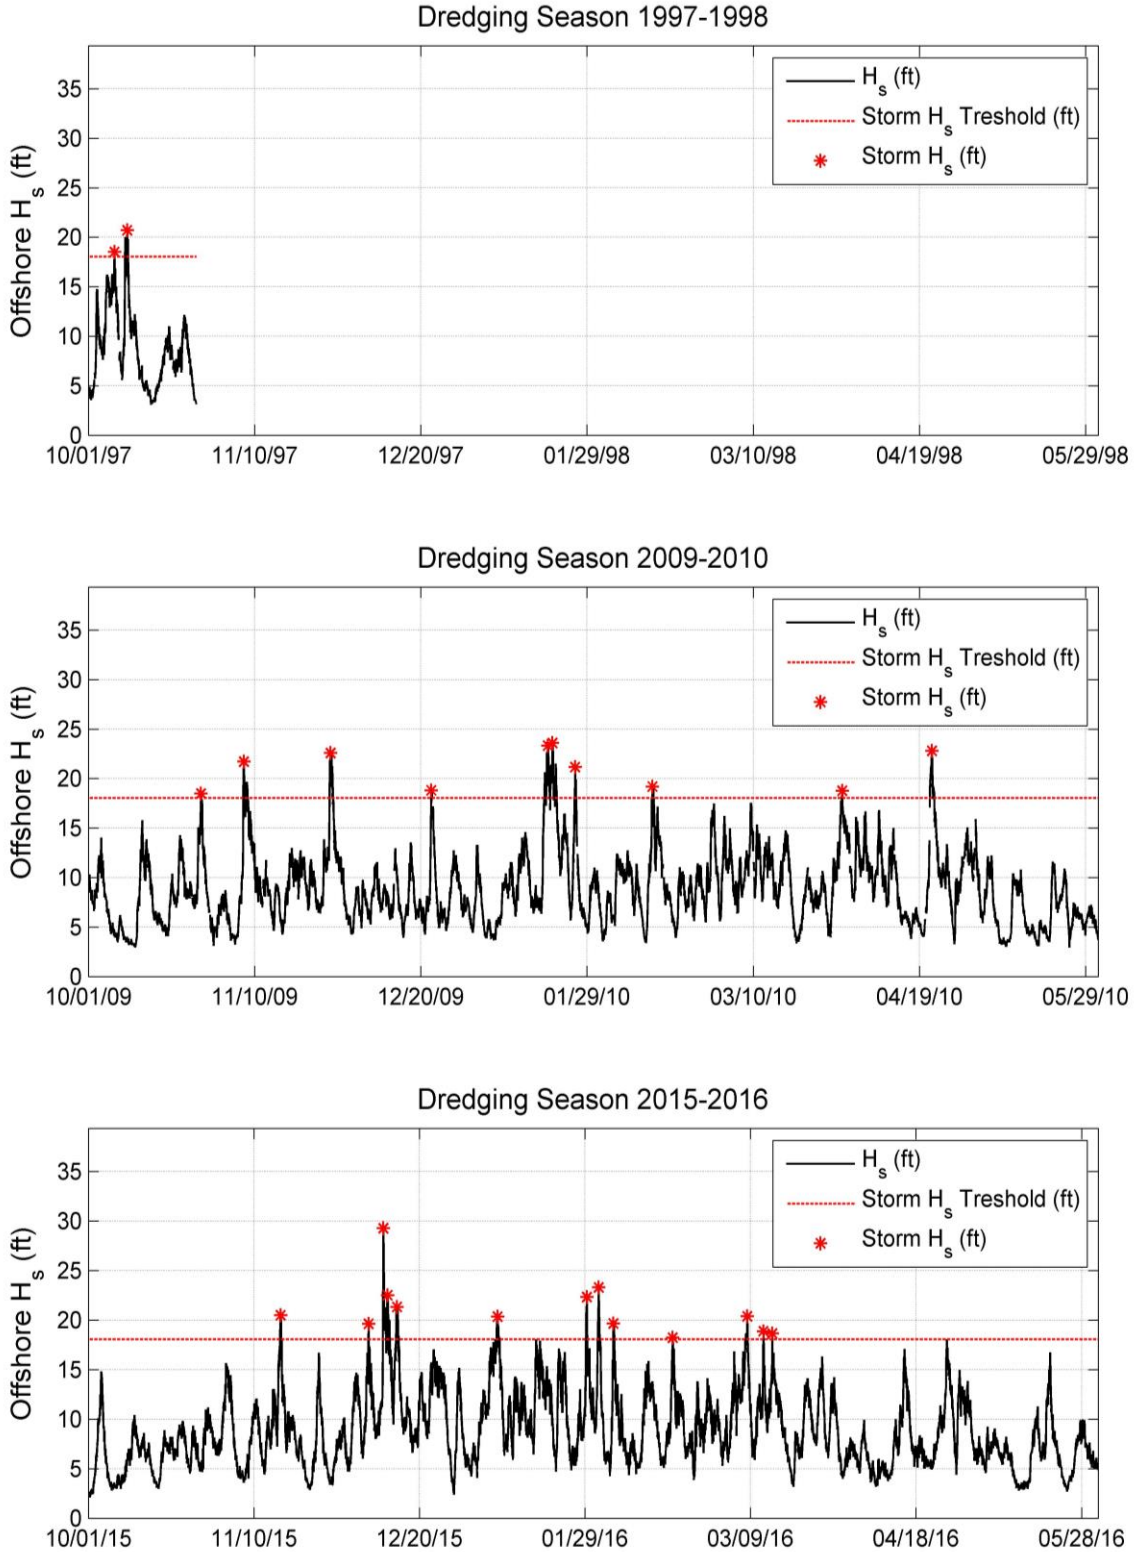 Dredging Season 1997-1998
Offshore H_s (ft)
35
30
25
20
15
10
5
0
H_s (ft)
Storm H_s Treshold (ft)
Storm H_s (ft)
10/01/97 11/10/97 12/20/97 01/29/98 03/10/98 04/19/98 05/29/98
Dredging Season 2009-2010
Offshore H_s (ft)
35
30
25
20
15
10
5
0
H_s (ft)
Storm H_s Treshold (ft)
Storm H_s (ft)
10/01/09 11/10/09 12/20/09 01/29/10 03/10/10 04/19/10 05/29/10
Dredging Season 2015-2016
Offshore H_s (ft)
35
30
25
20
15
10
5
0
H_s (ft)
Storm H_s Treshold (ft)
Storm H_s (ft)
10/01/15 11/10/15 12/20/15 01/29/16 03/09/16 04/18/16 05/28/16